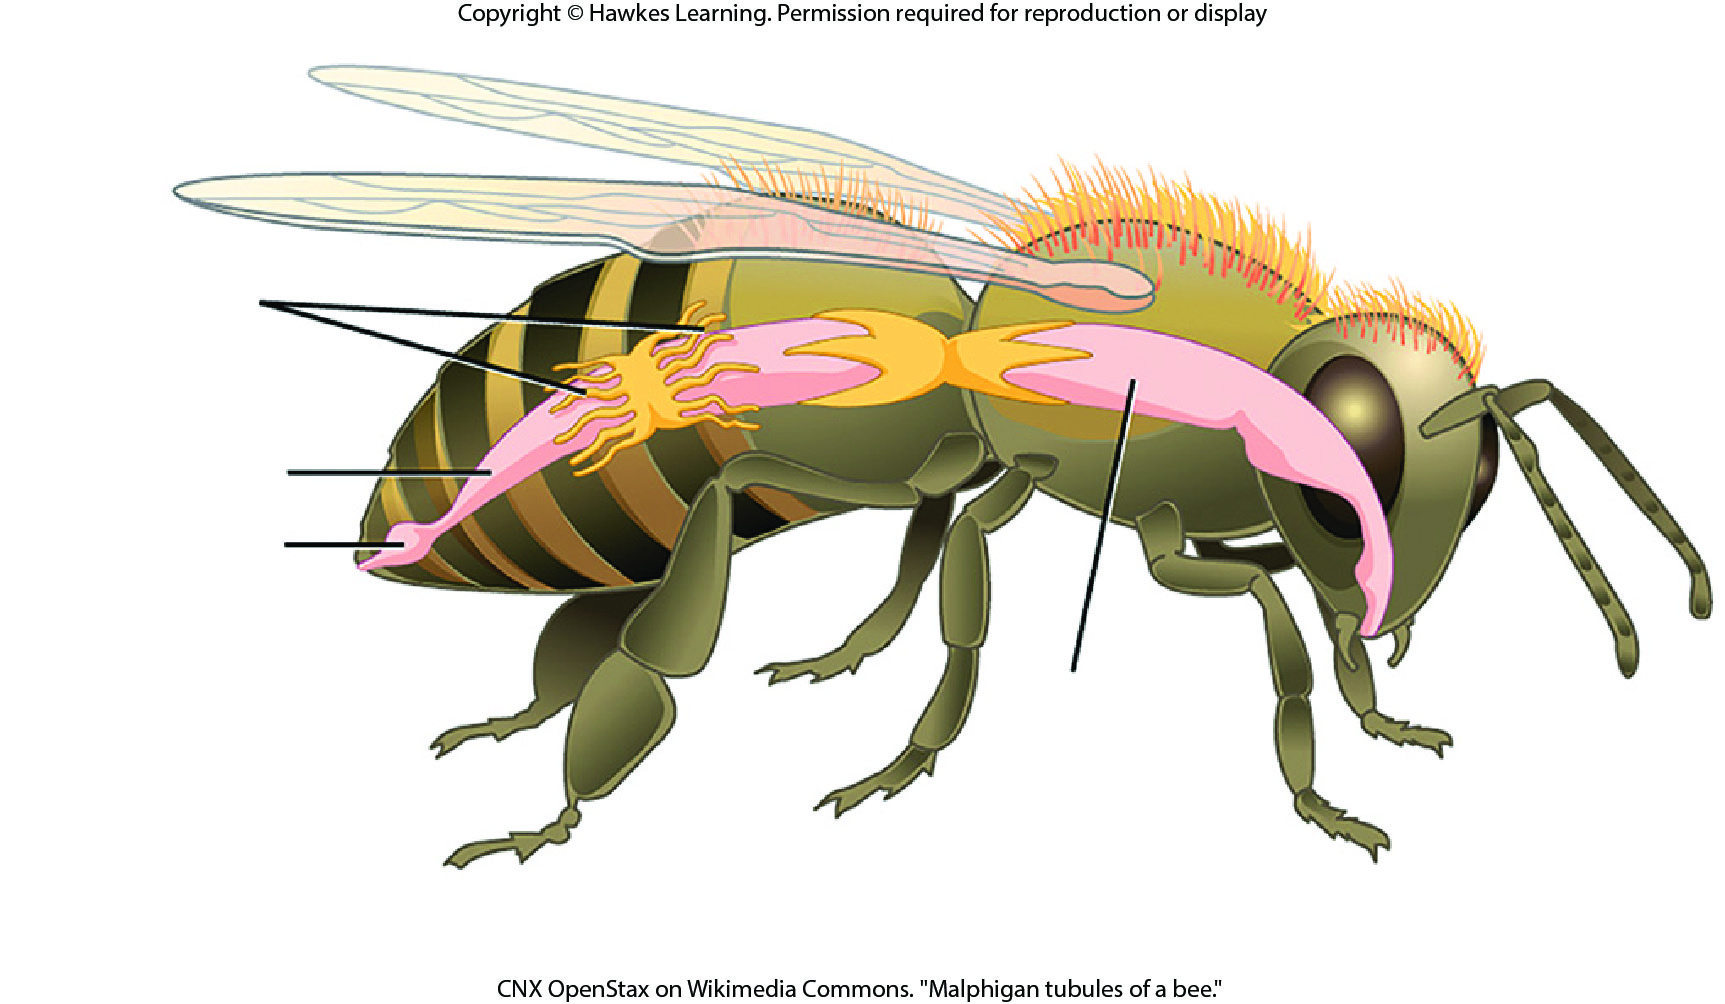 Copyright © Hawkes Learning. Permission required for reproduction or display
CNX OpenStax on Wikimedia Commons. "Malphigan tubules of a bee."